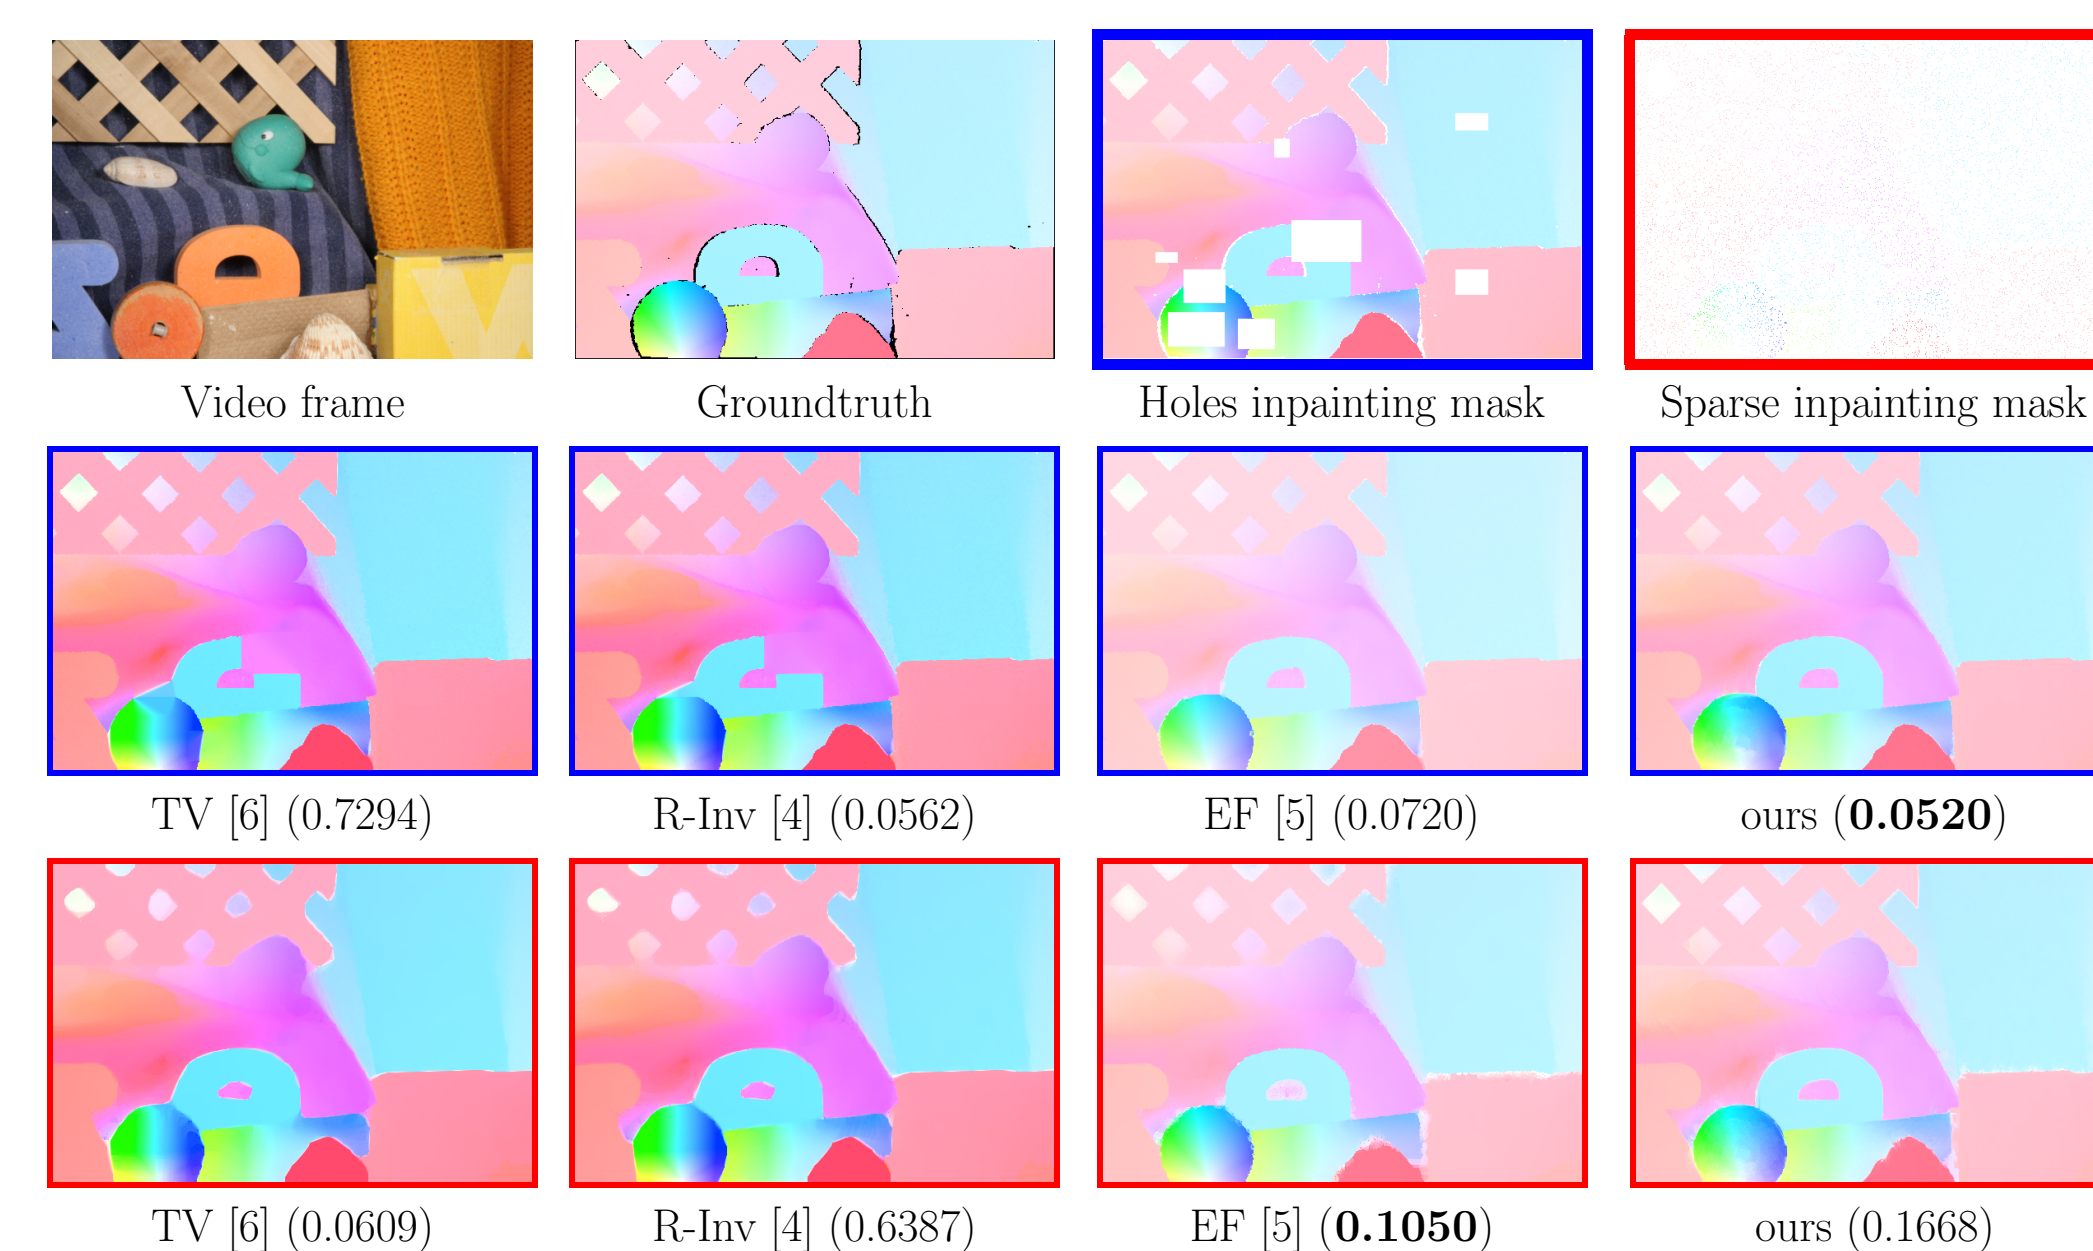 Video frame
Groundtruth
Holes inpainting mask
Sparse inpainting mask
TV [6] (0.7294)
R-Inv [4] (0.0562)
EF [5] (0.0720)
ours (0.0520)
TV [6] (0.0609)
R-Inv [4] (0.6387)
EF [5] (0.1050)
ours (0.1668)